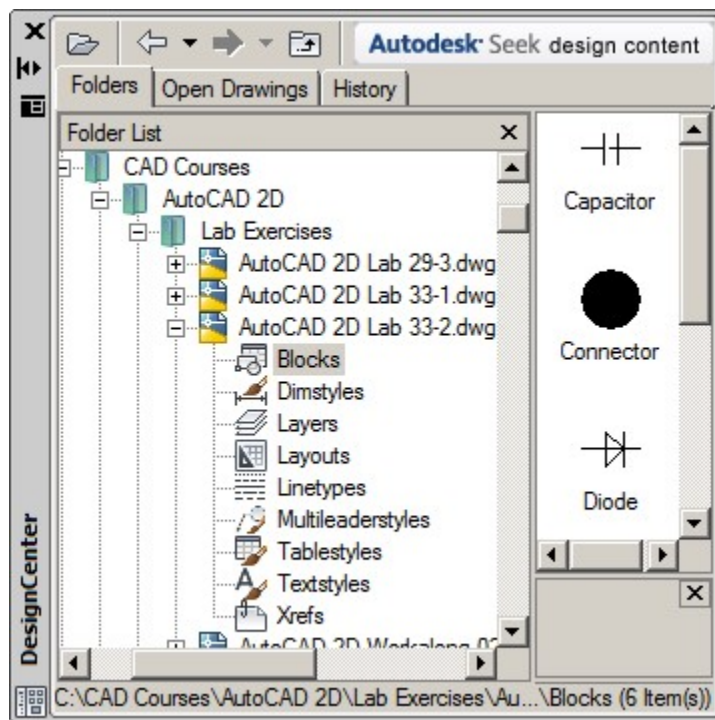 Autodesk® Seek design content
Folders
Open Drawings
History
Folder List
CAD Courses
AutoCAD 2D
Lab Exercises
AutoCAD 2D Lab 29-3.dwg
AutoCAD 2D Lab 33-1.dwg
AutoCAD 2D Lab 33-2.dwg
Blocks
Dimstyles
Layers
Layouts
Linetypes
Multileaderstyles
Tablestyles
Textstyles
Xrefs
AutoCAD 2D Workalong
Capacitor
Connector
Diode
DesignCenter
C:\CAD Courses\AutoCAD 2D\Lab Exercises\Au...\Blocks (6 Item(s))